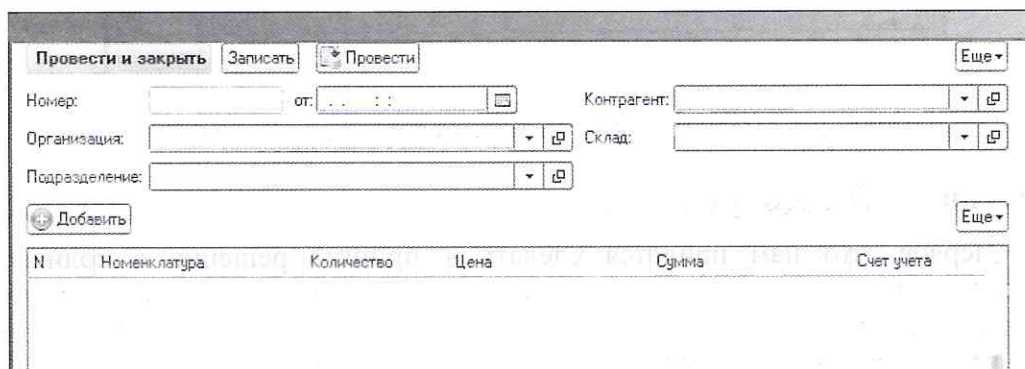 Провести и закрыть Записать Провести Еще
Номер: от: . . : : Контрагент:
Организация: Склад:
Подразделение:
Добавить Еще
N Номенклатура Количество Цена Сумма Счет учета